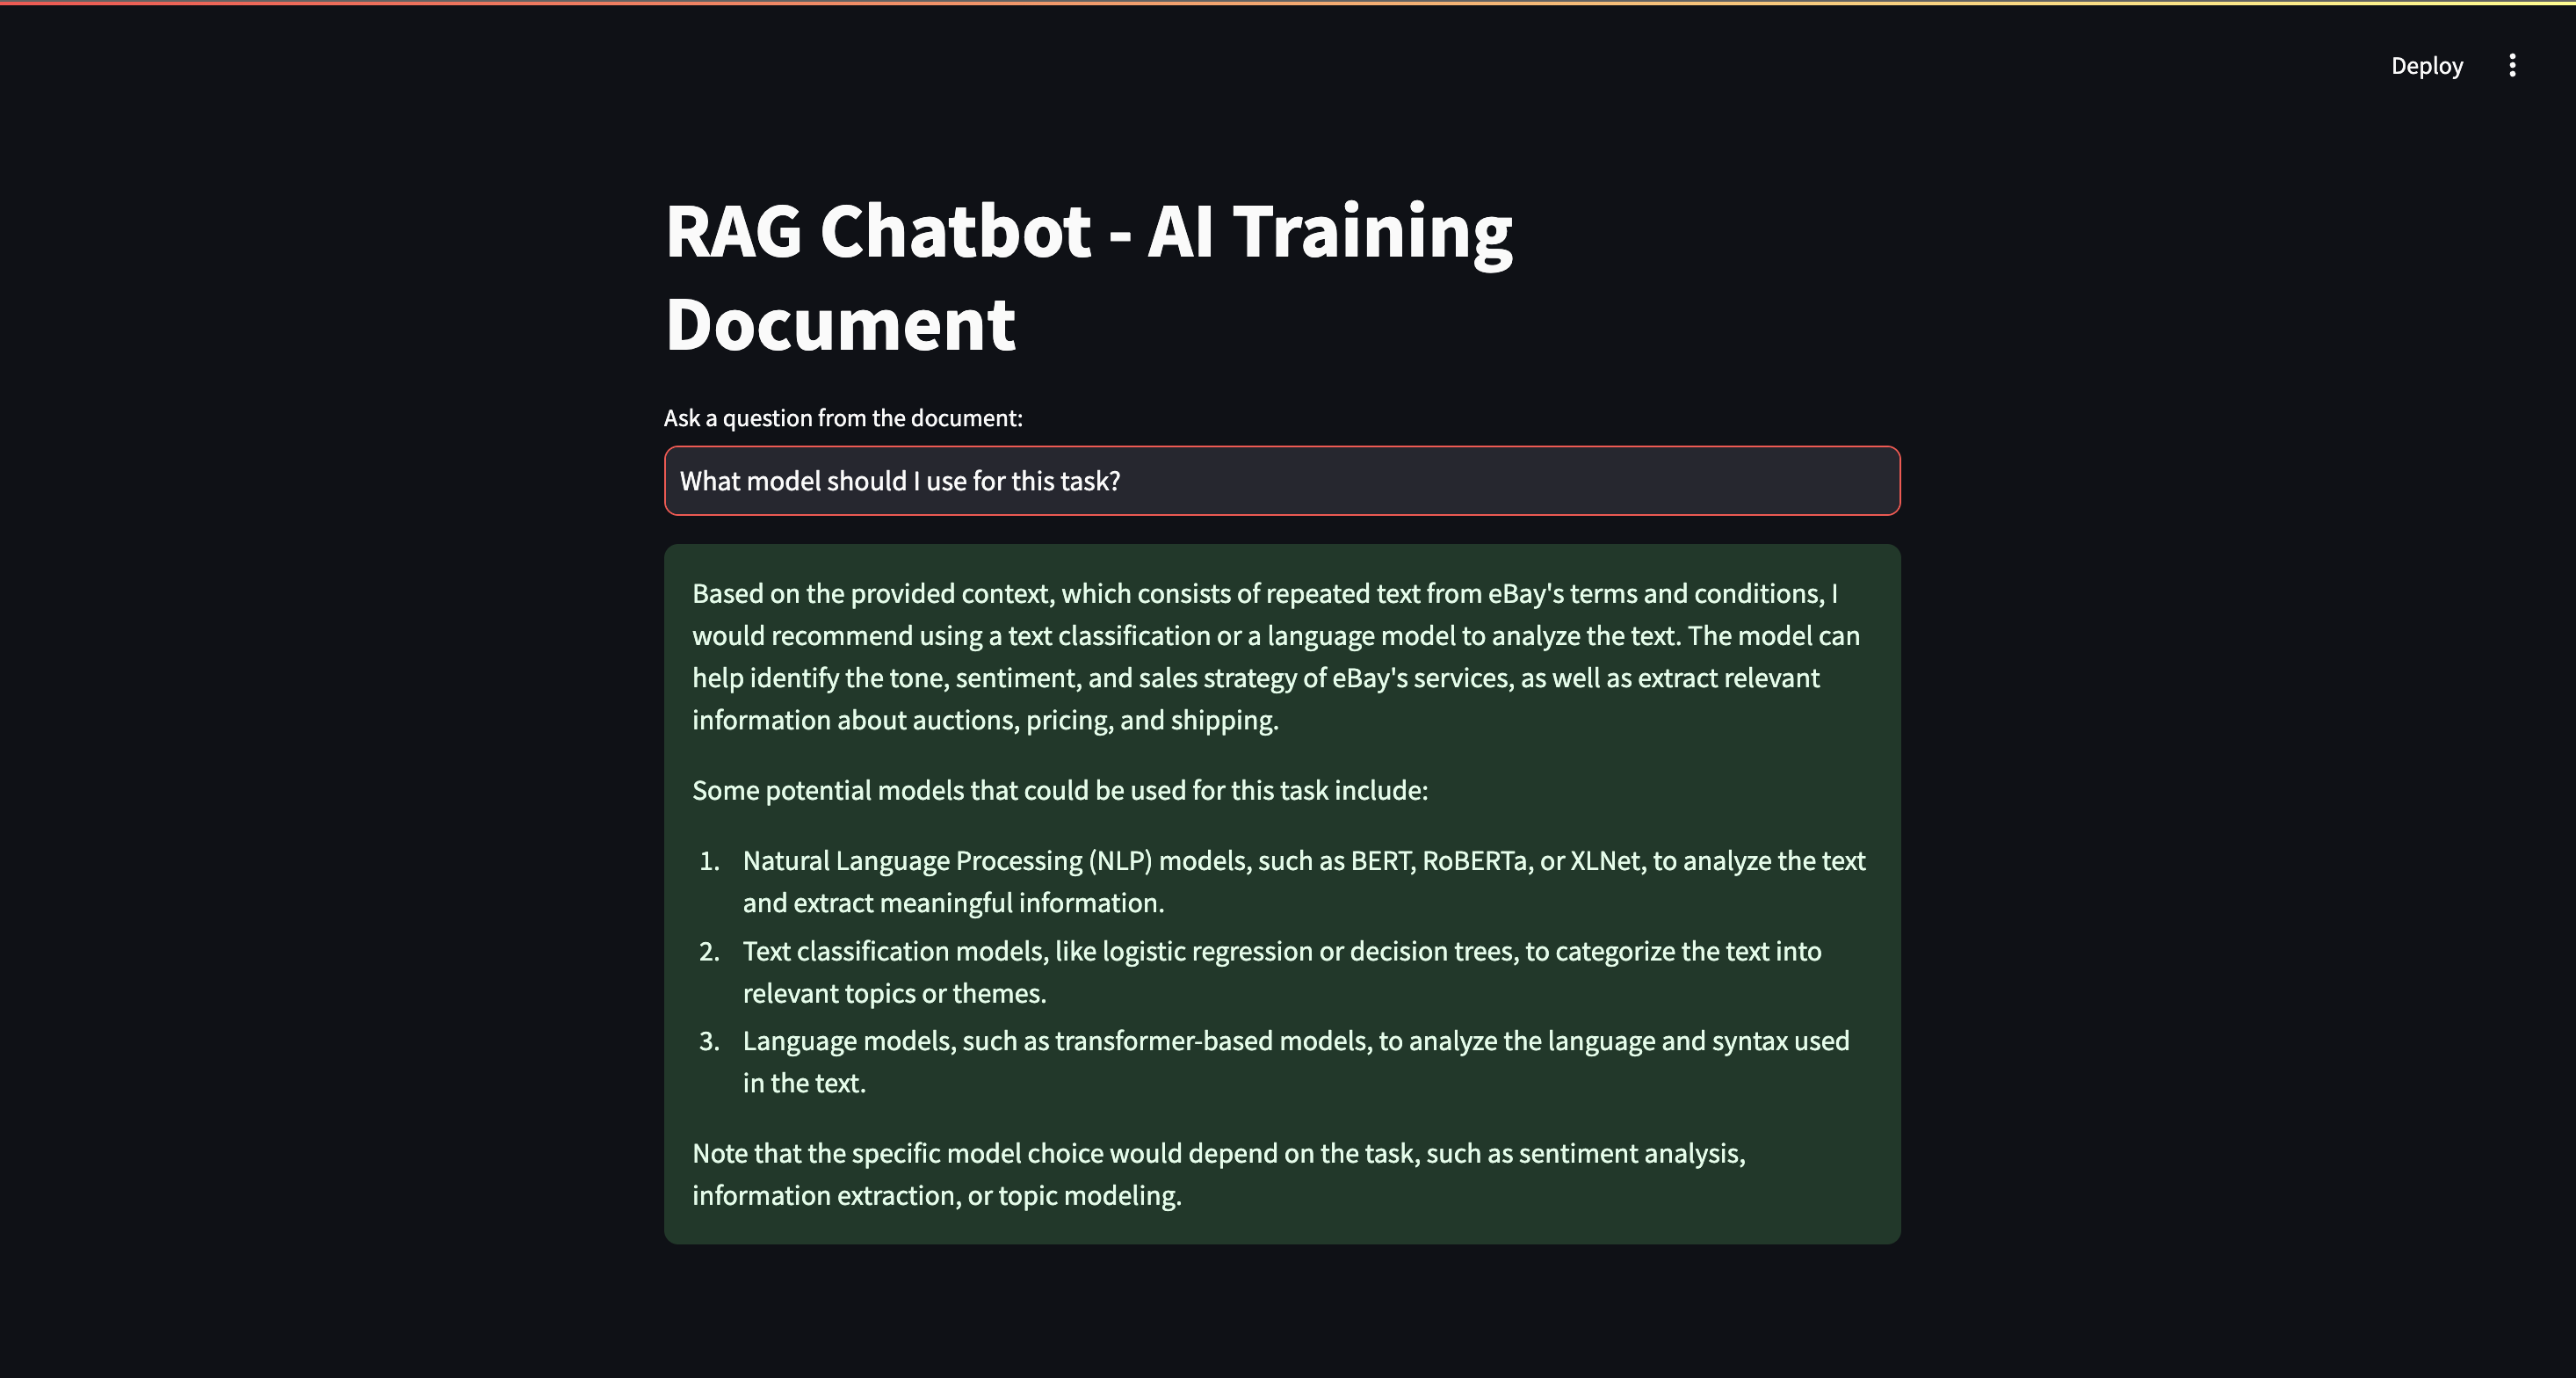 Deploy
RAG Chatbot - AI Training
Document
Ask a question from the document:
What model should I use for this task?
Based on the provided context, which consists of repeated text from eBay's terms and conditions, I
would recommend using a text classification or a language model to analyze the text. The model can
help identify the tone, sentiment, and sales strategy of eBay's services, as well as extract relevant
information about auctions, pricing, and shipping.
Some potential models that could be used for this task include:
1. Natural Language Processing (NLP) models, such as BERT, RoBERTa, or XLNet, to analyze the text
and extract meaningful information.
2. Text classification models, like logistic regression or decision trees, to categorize the text into
relevant topics or themes.
3. Language models, such as transformer-based models, to analyze the language and syntax used
in the text.
Note that the specific model choice would depend on the task, such as sentiment analysis,
information extraction, or topic modeling.